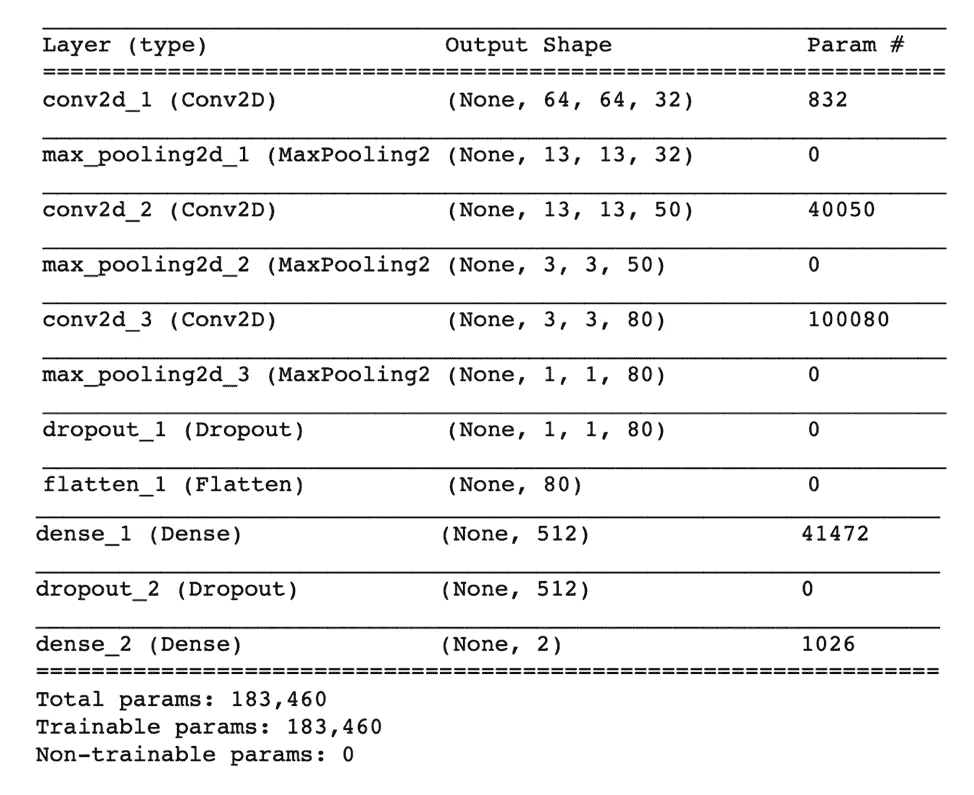 Layer (type) Output Shape Param #
=================================================================
conv2d_1 (Conv2D) (None, 64, 64, 32) 832
max_pooling2d_1 (MaxPooling2 (None, 13, 13, 32) 0
conv2d_2 (Conv2D) (None, 13, 13, 50) 40050
max_pooling2d_2 (MaxPooling2 (None, 3, 3, 50) 0
conv2d_3 (Conv2D) (None, 3, 3, 80) 100080
max_pooling2d_3 (MaxPooling2 (None, 1, 1, 80) 0
dropout_1 (Dropout) (None, 1, 1, 80) 0
flatten_1 (Flatten) (None, 80) 0
dense_1 (Dense) (None, 512) 41472
dropout_2 (Dropout) (None, 512) 0
dense_2 (Dense) (None, 2) 1026
=================================================================
Total params: 183,460
Trainable params: 183,460
Non-trainable params: 0